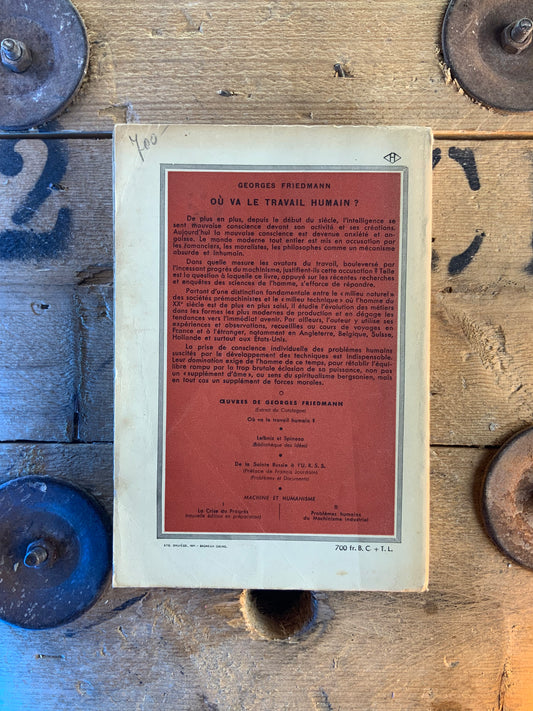 700-
H
GEORGES FRIEDMANN
OÙ VA LE TRAVAIL HUMAIN ?
De plus en plus, depuis le début du siècle, l'intelligence se
sent mauvaise conscience devant son activité et ses créations.
Aujourd'hui la mauvaise conscience est devenue anxiété et an-
goisse. Le monde moderne tout entier est mis en accusation par
les romanciers, les moralistes, les philosophes comme un mécanisme
absurde et inhumain.
Dans quelle mesure les avatars du travail, bouleversé par
l'incessant progrès du machinisme, justifient-ils cette accusation ? Telle
est la question à laquelle ce livre, appuyé sur les récentes recherches
et enquêtes des sciences de l'homme, s'efforce de répondre.
Partant d'une distinction fondamentale entre le « milieu naturel »
des sociétés prémachinistes et le « milieu technique » où l'homme du
XXe siècle est de plus en plus saisi, il étudie l'évolution des métiers
dans les formes les plus modernes de production et en dégage les
tendances vers l'immédiat avenir. Par ailleurs, l'auteur y utilise ses
expériences et observations, recueillies au cours de voyages en
France et à l'étranger, notamment en Angleterre, Belgique, Suisse,
Hollande et surtout aux Etats-Unis.
La prise de conscience individuelle des problèmes humains
suscités par le développement des techniques est indispensable.
Leur domination exige de l'homme de ce temps, pour rétablir l'équi-
libre rompu par la trop brutale éclosion de sa puissance, non pas
un « supplément d'âme », au sens du spiritualisme bergsonien, mais
en tout cas un supplément de forces morales.
ŒUVRES DE GEORGES FRIEDMANN
(Extrait du Catalogue)
Où va le travail humain ?
Leibniz et Spinoza
(Bibliothèque des Idées)
De la Sainte Russie à l'U. R. S. S.
(Préface de Francis Jourdain)
(Problèmes et Documents)
MACHINE ET HUMANISME
I
La Crise du Progrès
(nouvelle édition en préparation)
II
Problèmes humains
du Machinisme industriel
700 fr. B. C. + T. L.
2